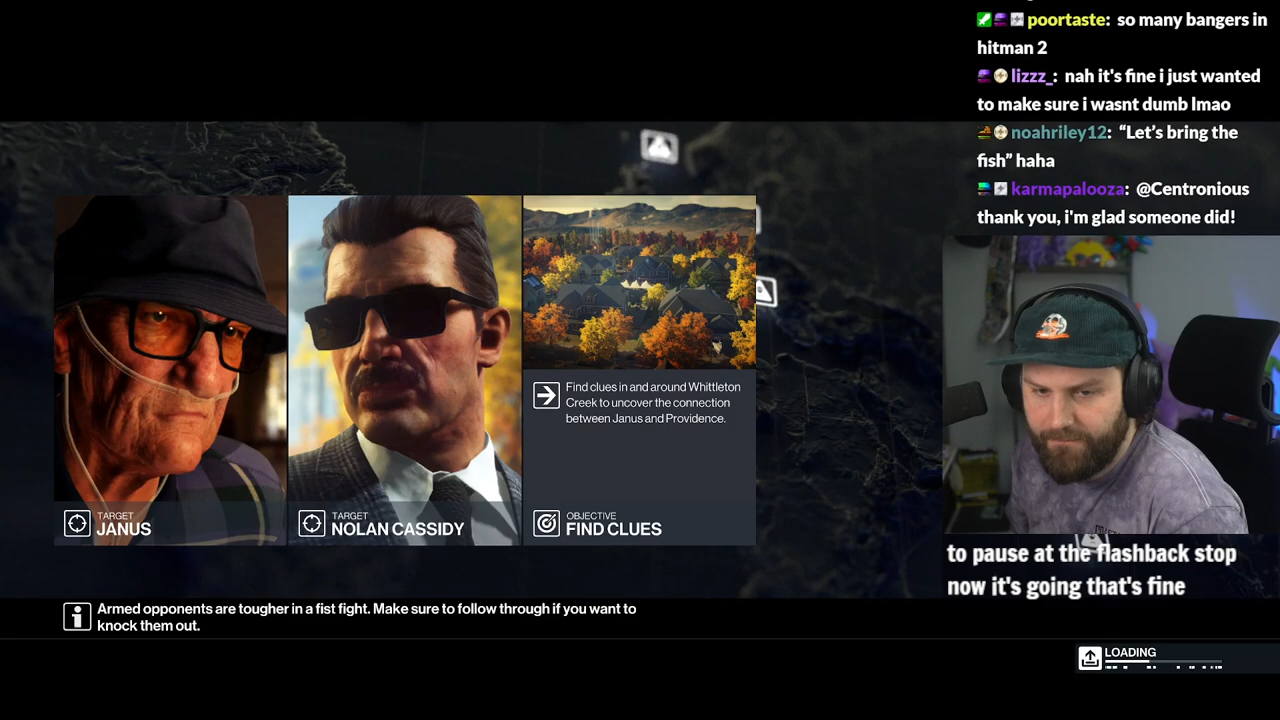 poortaste: so many bangers in
hitman 2
lizzz_: nah it's fine i just wanted
to make sure i wasnt dumb lmao
noahriley12: “Let's bring the
fish” haha
karmapalooza: @Centronious
thank you, i'm glad someone did!
Find clues in and around Whittleton
Creek to uncover the connection
between Janus and Providence.
TARGET
JANUS
TARGET
NOLAN CASSIDY
OBJECTIVE
FIND CLUES
to pause at the flashback stop
now it's going that's fine
Armed opponents are tougher in a fist fight. Make sure to follow through if you want to
knock them out.
LOADING